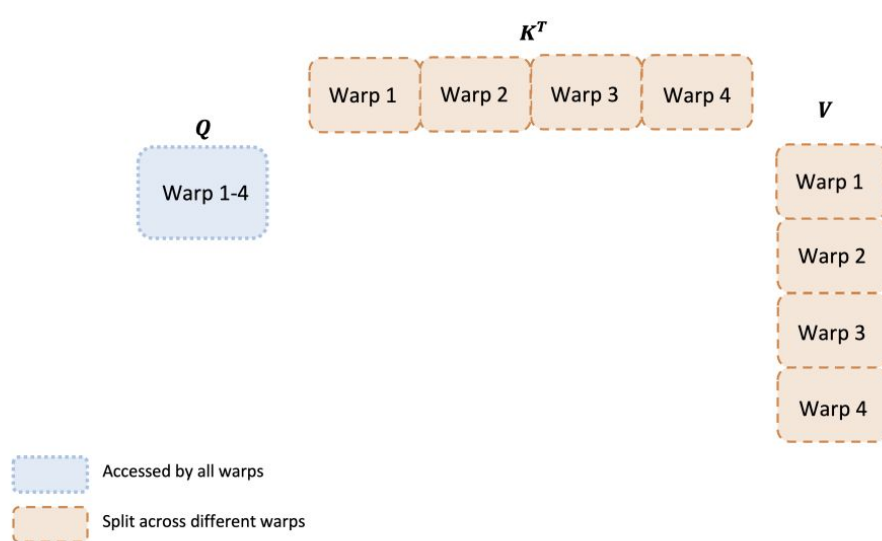 K^T
Warp 1 Warp 2 Warp 3 Warp 4
V
Q
Warp 1-4
Warp 1
Warp 2
Warp 3
Warp 4
Accessed by all warps
Split across different warps